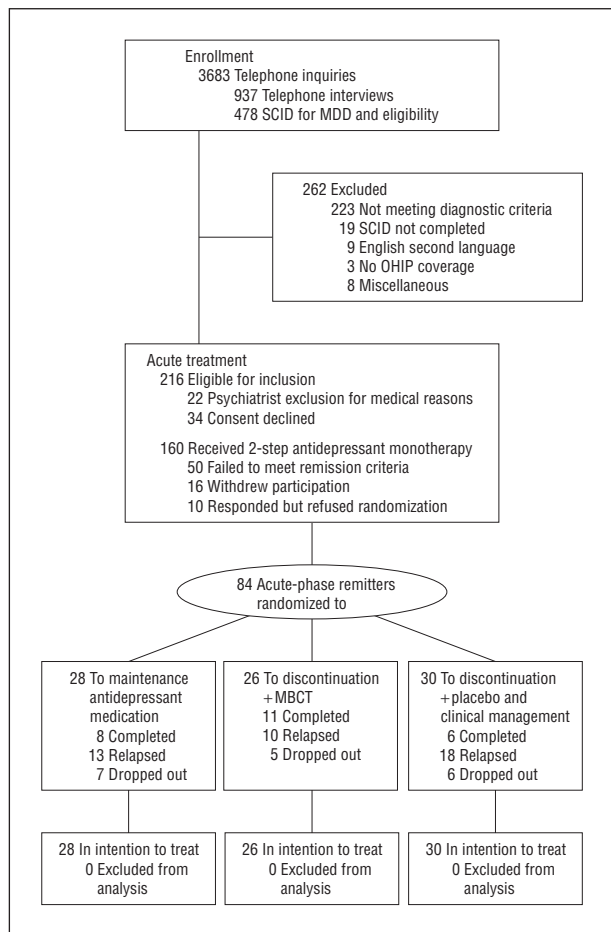 Enrollment
3683 Telephone inquiries
937 Telephone interviews
478 SCID for MDD and eligibility
262 Excluded
223 Not meeting diagnostic criteria
19 SCID not completed
9 English second language
3 No OHIP coverage
8 Miscellaneous
Acute treatment
216 Eligible for inclusion
22 Psychiatrist exclusion for medical reasons
34 Consent declined
160 Received 2-step antidepressant monotherapy
50 Failed to meet remission criteria
16 Withdrew participation
10 Responded but refused randomization
84 Acute-phase remitters
randomized to
28 To maintenance
antidepressant
medication
8 Completed
13 Relapsed
7 Dropped out
26 To discontinuation
+MBCT
11 Completed
10 Relapsed
5 Dropped out
30 To discontinuation
+placebo and
clinical management
6 Completed
18 Relapsed
6 Dropped out
28 In intention to treat
0 Excluded from
analysis
26 In intention to treat
0 Excluded from
analysis
30 In intention to treat
0 Excluded from
analysis